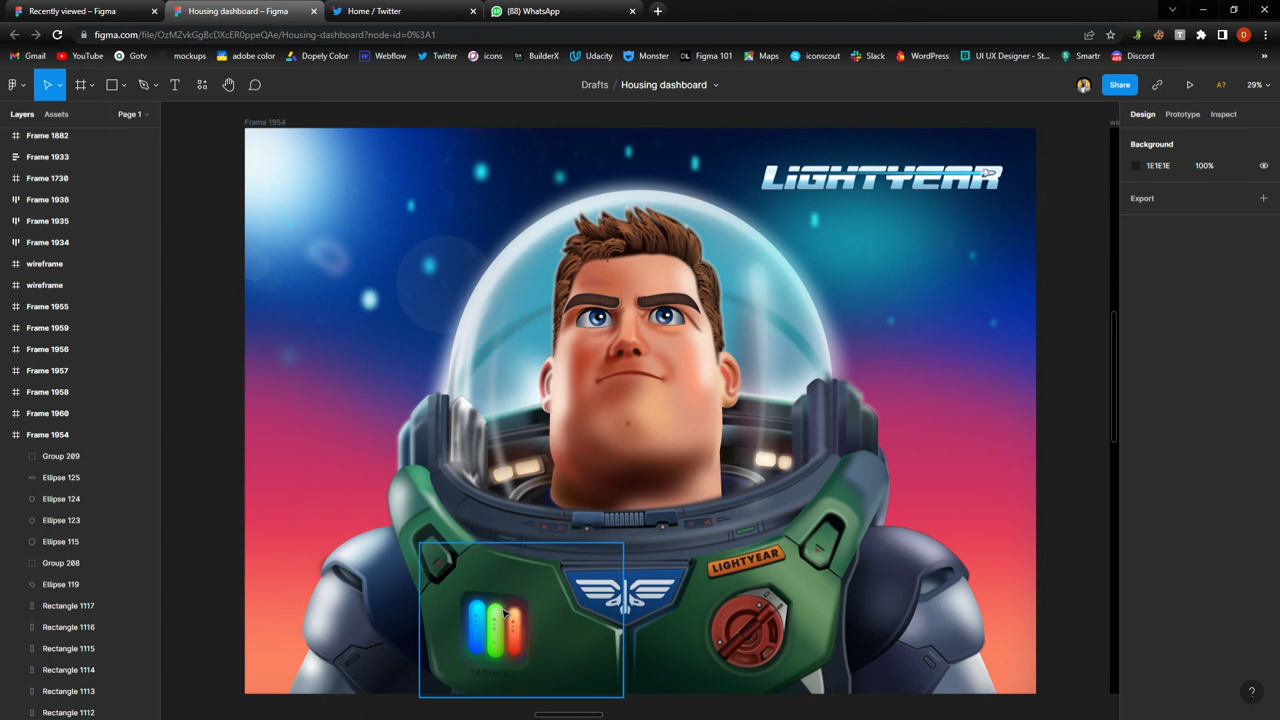 Recently viewed – Figma
Housing-dashboard – Figma
Home / Twitter
(88) WhatsApp
figma.com/file/OzMZvkGgBcDXcER0ppeQAe/Housing-dashboard?node-id=0%3A1
D
Gmail
YouTube
Gotv
mockups
adobe color
Dopely Color
Webflow
Twitter
icons
BuilderX
Udacity
Monster
Figma 101
Maps
iconscout
Slack
WordPress
UI UX Designer - St...
Smartr
Discord
Drafts / Housing dashboard
Share
A?
29%
Layers
Assets
Page 1
Frame 1954
Design
Prototype
Inspect
Frame 1882
Frame 1933
Frame 1730
Frame 1936
Frame 1935
Frame 1934
wireframe
wireframe
Frame 1955
Frame 1959
Frame 1956
Frame 1957
Frame 1958
Frame 1960
Frame 1954
Group 209
Ellipse 125
Ellipse 124
Ellipse 123
Ellipse 115
Group 208
Ellipse 119
Rectangle 1117
Rectangle 1116
Rectangle 1115
Rectangle 1114
Rectangle 1113
Rectangle 1112
LIGHTYEAR
LIGHTYEAR
Background
1E1E1E
100%
Export
?